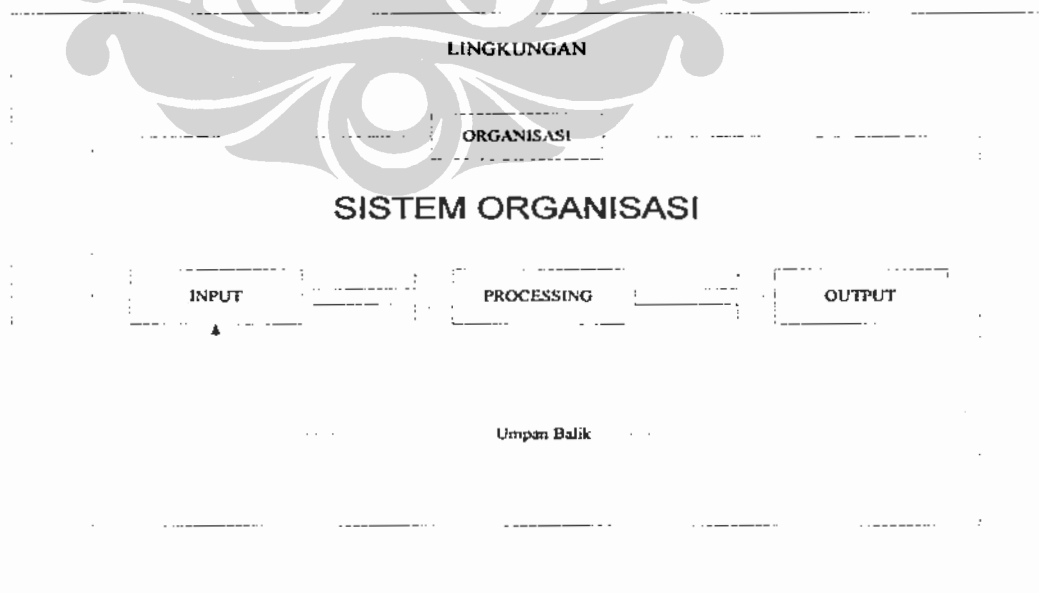 LINGKUNGAN
ORGANISASI
SISTEM ORGANISASI
INPUT PROCESSING OUTPUT
Umpan Balik